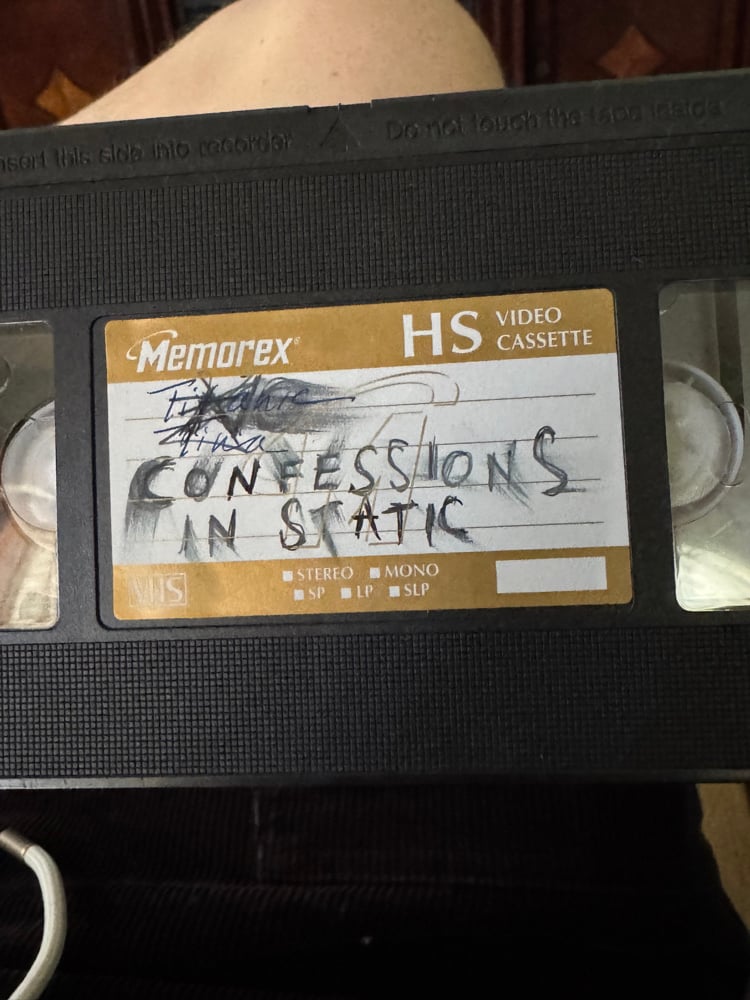 Insert this side into recorder
Do not touch the tape inside
Memorex
HS VIDEO CASSETTE
Titanic
CONFESSIONS
IN STATIC
VHS
STEREO MONO
SP LP SLP